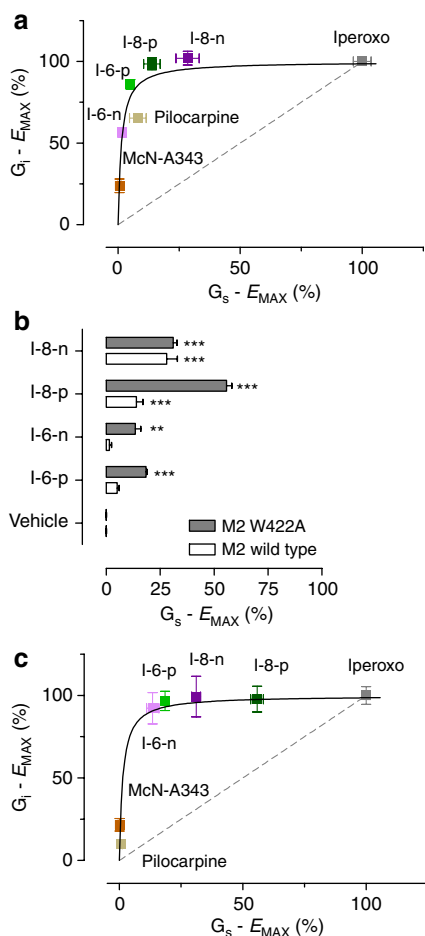 a
I-8-p
I-8-n
Iperoxo
I-6-p
I-6-n
Pilocarpine
McN-A343
100
75
50
25
0
Gi - EMAX (%)
0 50 100
Gs - EMAX (%)
b
I-8-n
***
***
I-8-p
***
***
I-6-n
**
I-6-p
***
Vehicle
M2 W422A
M2 wild type
0 25 50 75 100
Gs - EMAX (%)
c
I-6-p
I-8-n
I-8-p
Iperoxo
I-6-n
McN-A343
Pilocarpine
100
50
0
Gi - EMAX (%)
0 50 100
Gs - EMAX (%)